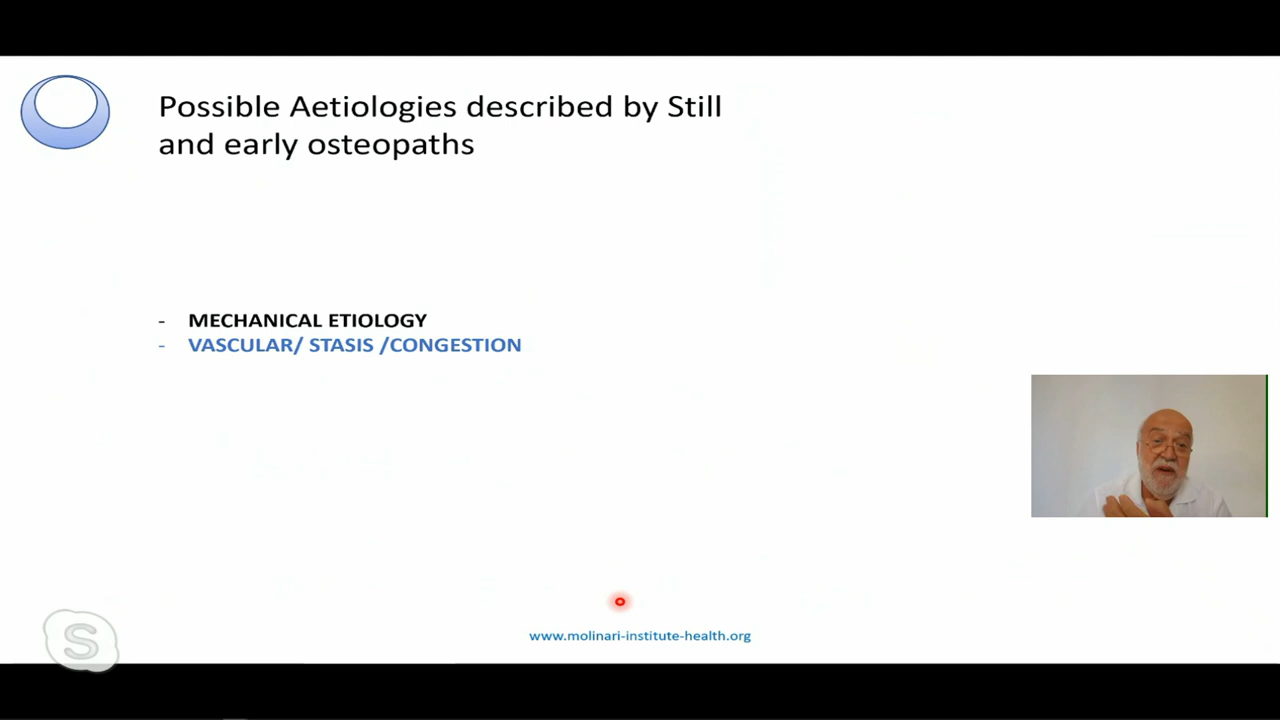 Possible Aetiologies described by Still
and early osteopaths
- MECHANICAL ETIOLOGY
- VASCULAR/ STASIS /CONGESTION
www.molinari-institute-health.org
S